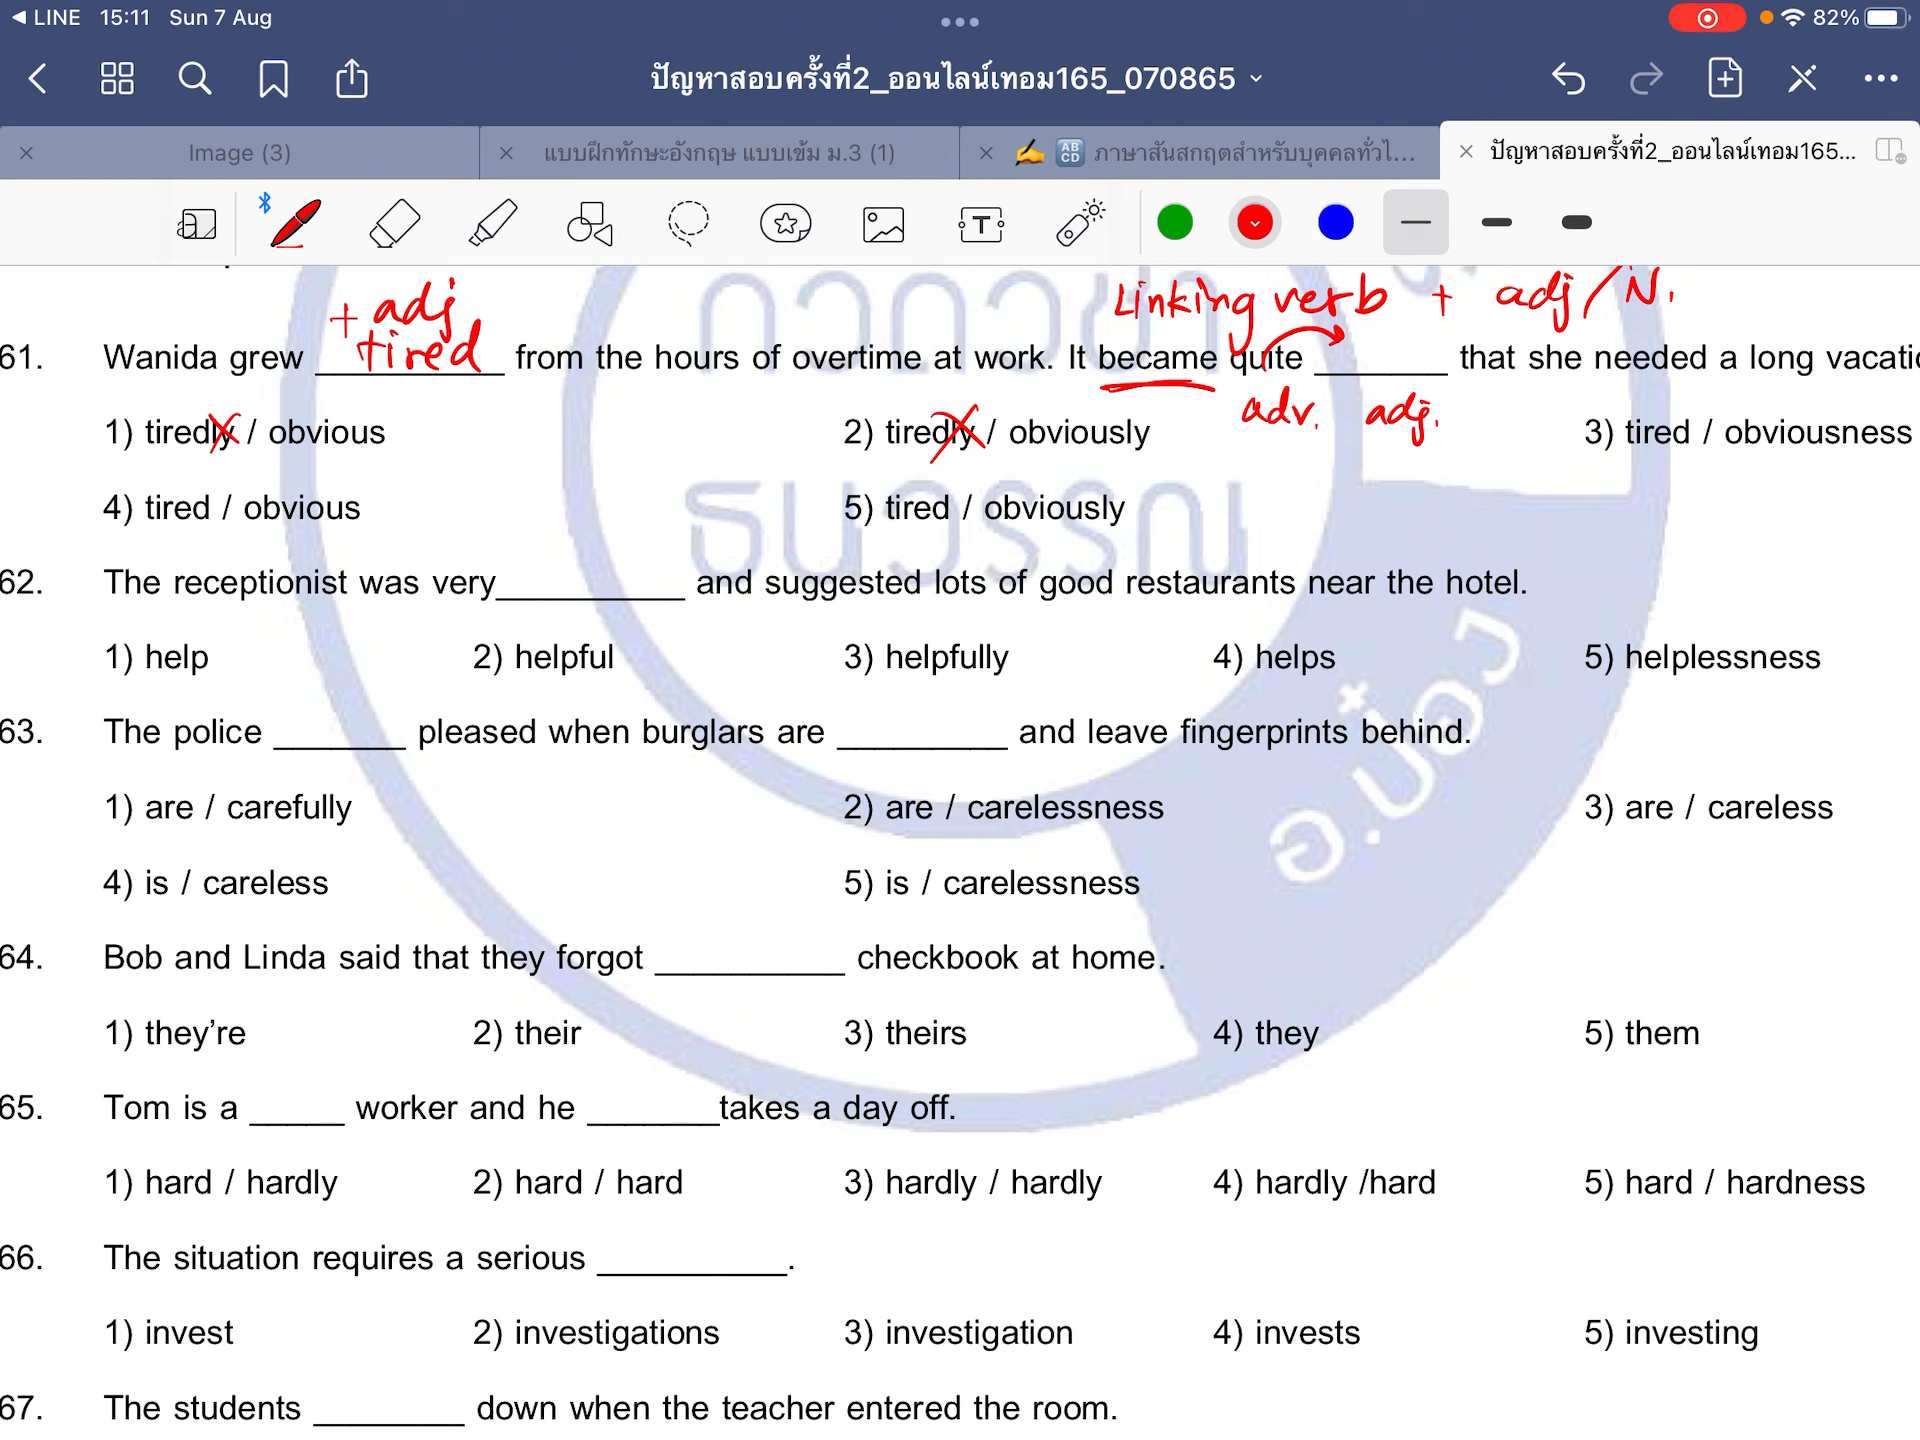 LINE 15:11 Sun 7 Aug 82%
ปัญหาสอบครั้งที่2_ออนไลน์เทอม165_070865
Image (3) แบบฝึกทักษะอังกฤษ แบบเข้ม ม.3 (1) ภาษาสันสกฤตสำหรับบุคคลทั่วไ... ปัญหาสอบครั้งที่2_ออนไลน์เทอม165...
+ adj Linking verb + adj/N.
tired
61. Wanida grew __________ from the hours of overtime at work. It became quite _______ that she needed a long vacati
adv. adj.
1) tiredly / obvious 2) tiredly / obviously 3) tired / obviousness
4) tired / obvious 5) tired / obviously
ธนวรรณ
62. The receptionist was very__________ and suggested lots of good restaurants near the hotel.
1) help 2) helpful 3) helpfully 4) helps 5) helplessness
63. The police _______ pleased when burglars are _________ and leave fingerprints behind.
1) are / carefully 2) are / carelessness 3) are / careless
อ.ป๋อง
4) is / careless 5) is / carelessness
64. Bob and Linda said that they forgot __________ checkbook at home.
1) they’re 2) their 3) theirs 4) they 5) them
65. Tom is a _____ worker and he _______takes a day off.
1) hard / hardly 2) hard / hard 3) hardly / hardly 4) hardly /hard 5) hard / hardness
66. The situation requires a serious __________.
1) invest 2) investigations 3) investigation 4) invests 5) investing
67. The students ________ down when the teacher entered the room.